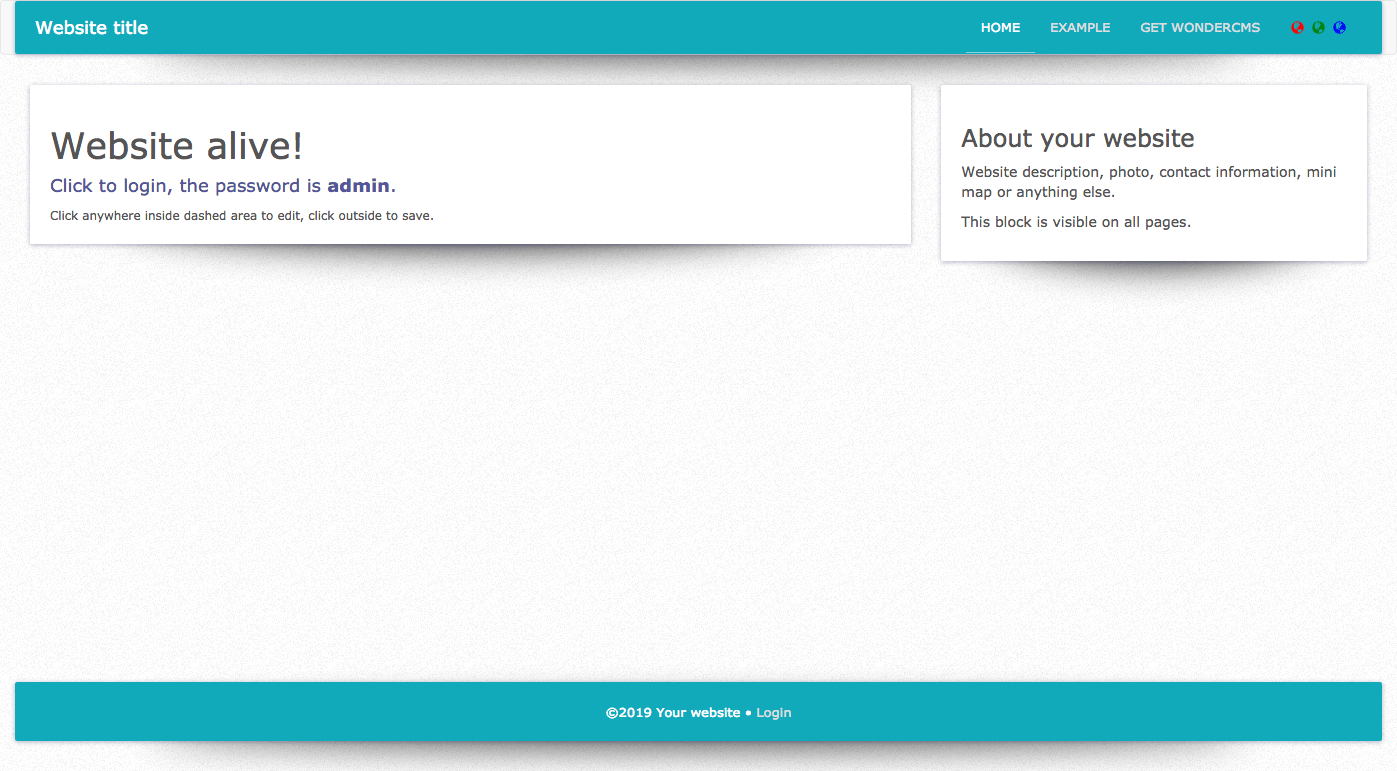 Website title
HOME EXAMPLE GET WONDERCMS
Website alive!
Click to login, the password is admin.
Click anywhere inside dashed area to edit, click outside to save.
About your website
Website description, photo, contact information, mini
map or anything else.
This block is visible on all pages.
©2019 Your website • Login